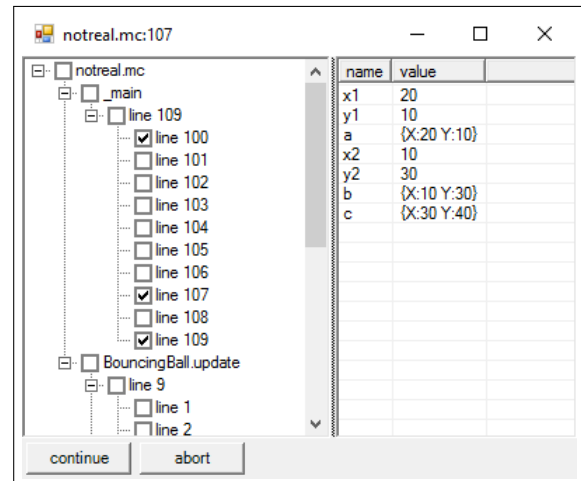 notreal.mc:107
notreal.mc
_main
line 109
line 100
line 101
line 102
line 103
line 104
line 105
line 106
line 107
line 108
line 109
BouncingBall.update
line 9
line 1
line 2
name value
x1 20
y1 10
a {X:20 Y:10}
x2 10
y2 30
b {X:10 Y:30}
c {X:30 Y:40}
continue abort